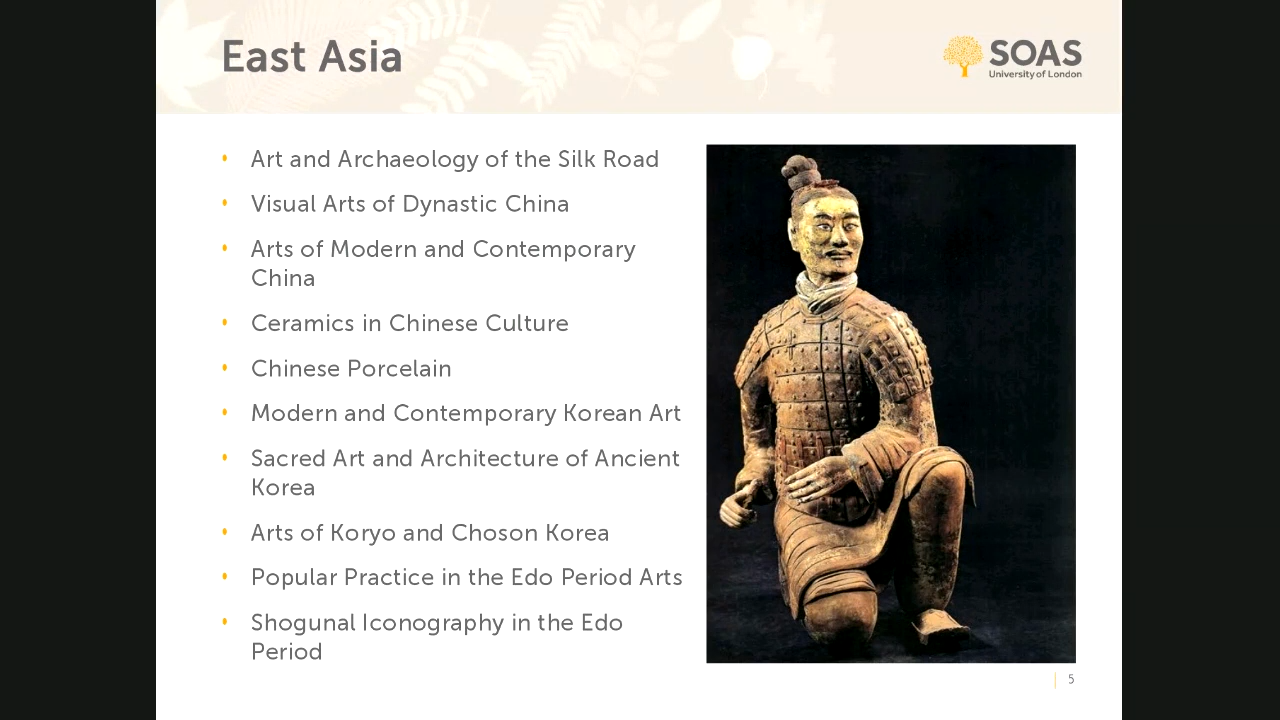 East Asia
SOAS
University of London
• Art and Archaeology of the Silk Road
• Visual Arts of Dynastic China
• Arts of Modern and Contemporary
China
• Ceramics in Chinese Culture
• Chinese Porcelain
• Modern and Contemporary Korean Art
• Sacred Art and Architecture of Ancient
Korea
• Arts of Koryo and Choson Korea
• Popular Practice in the Edo Period Arts
• Shogunal Iconography in the Edo
Period
5